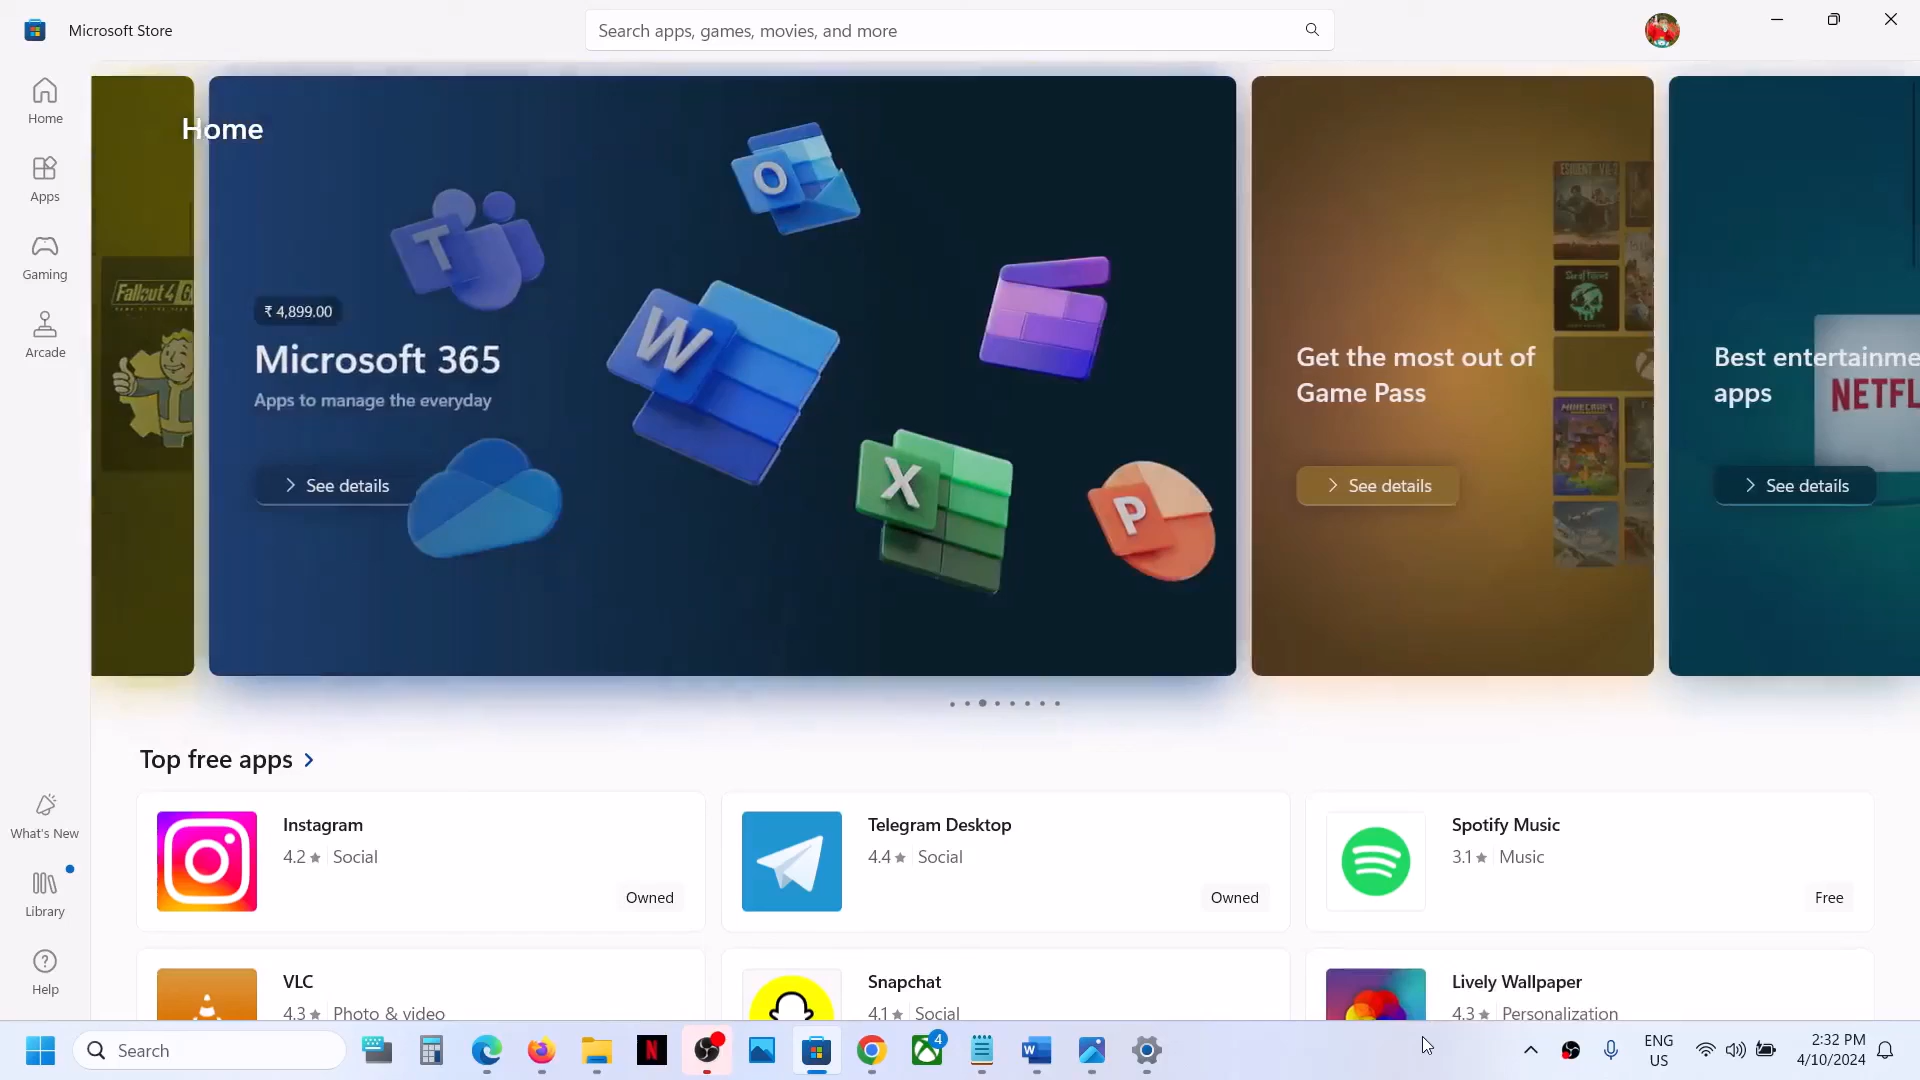 Microsoft Store
Search apps, games, movies, and more
Home
Apps
Gaming
Arcade
What's New
Library
Help
Home
Fallout 4 G
₹ 4,899.00
Microsoft 365
Apps to manage the everyday
See details
T
O
W
X
P
Get the most out of
Game Pass
See details
MINECRAFT
Best entertainme
apps
See details
NETFL
Top free apps
Instagram
4.2 Social
Owned
Telegram Desktop
4.4 Social
Owned
Spotify Music
3.1 Music
Free
VLC
4.3 Photo & video
Snapchat
4.1 Social
Lively Wallpaper
4.3 Personalization
Search
N
4
W
ENG
US
2:32 PM
4/10/2024